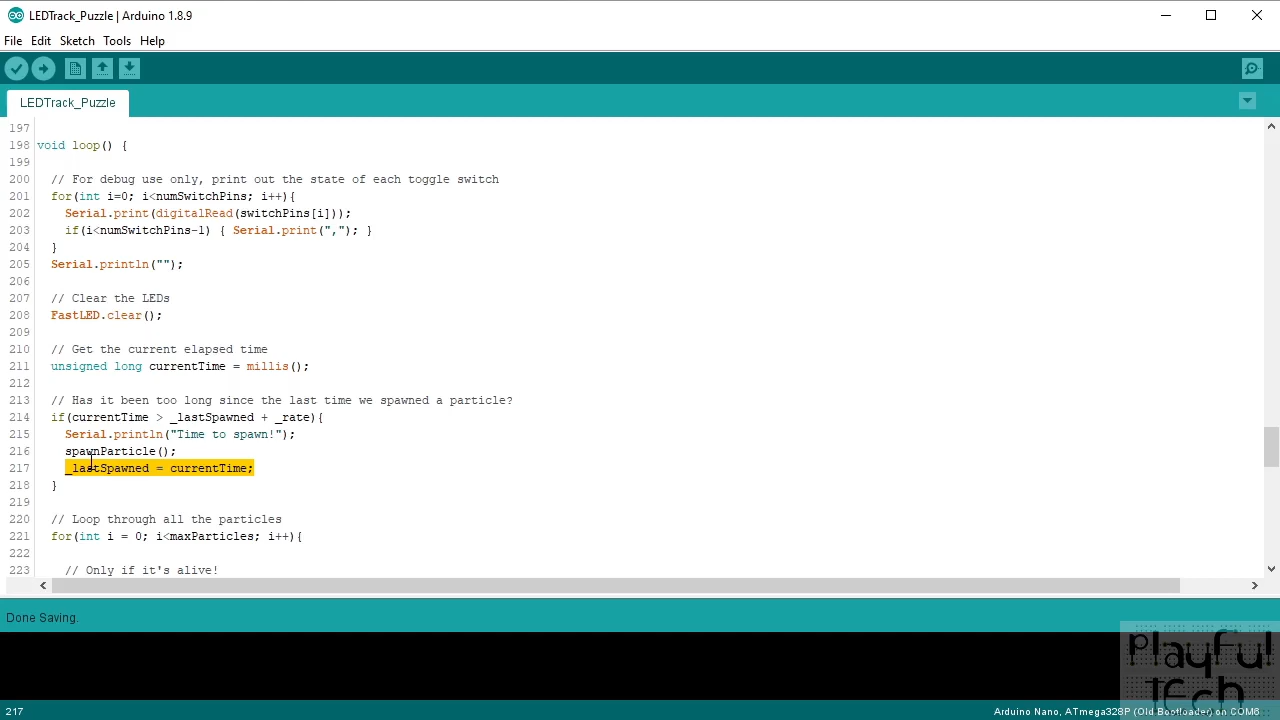 LEDTrack_Puzzle | Arduino 1.8.9
File Edit Sketch Tools Help
LEDTrack_Puzzle
197
198 void loop() {
199
200 // For debug use only, print out the state of each toggle switch
201 for(int i=0; i<numSwitchPins; i++){
202 Serial.print(digitalRead(switchPins[i]));
203 if(i<numSwitchPins-1) { Serial.print(","); }
204 }
205 Serial.println("");
206
207 // Clear the LEDs
208 FastLED.clear();
209
210 // Get the current elapsed time
211 unsigned long currentTime = millis();
212
213 // Has it been too long since the last time we spawned a particle?
214 if(currentTime > _lastSpawned + _rate){
215 Serial.println("Time to spawn!");
216 spawnParticle();
217 _lastSpawned = currentTime;
218 }
219
220 // Loop through all the particles
221 for(int i = 0; i<maxParticles; i++){
222
223 // Only if it's alive!
Done Saving.
Playful
Tech
217 Arduino Nano, ATmega328P (Old Bootloader) on COM6